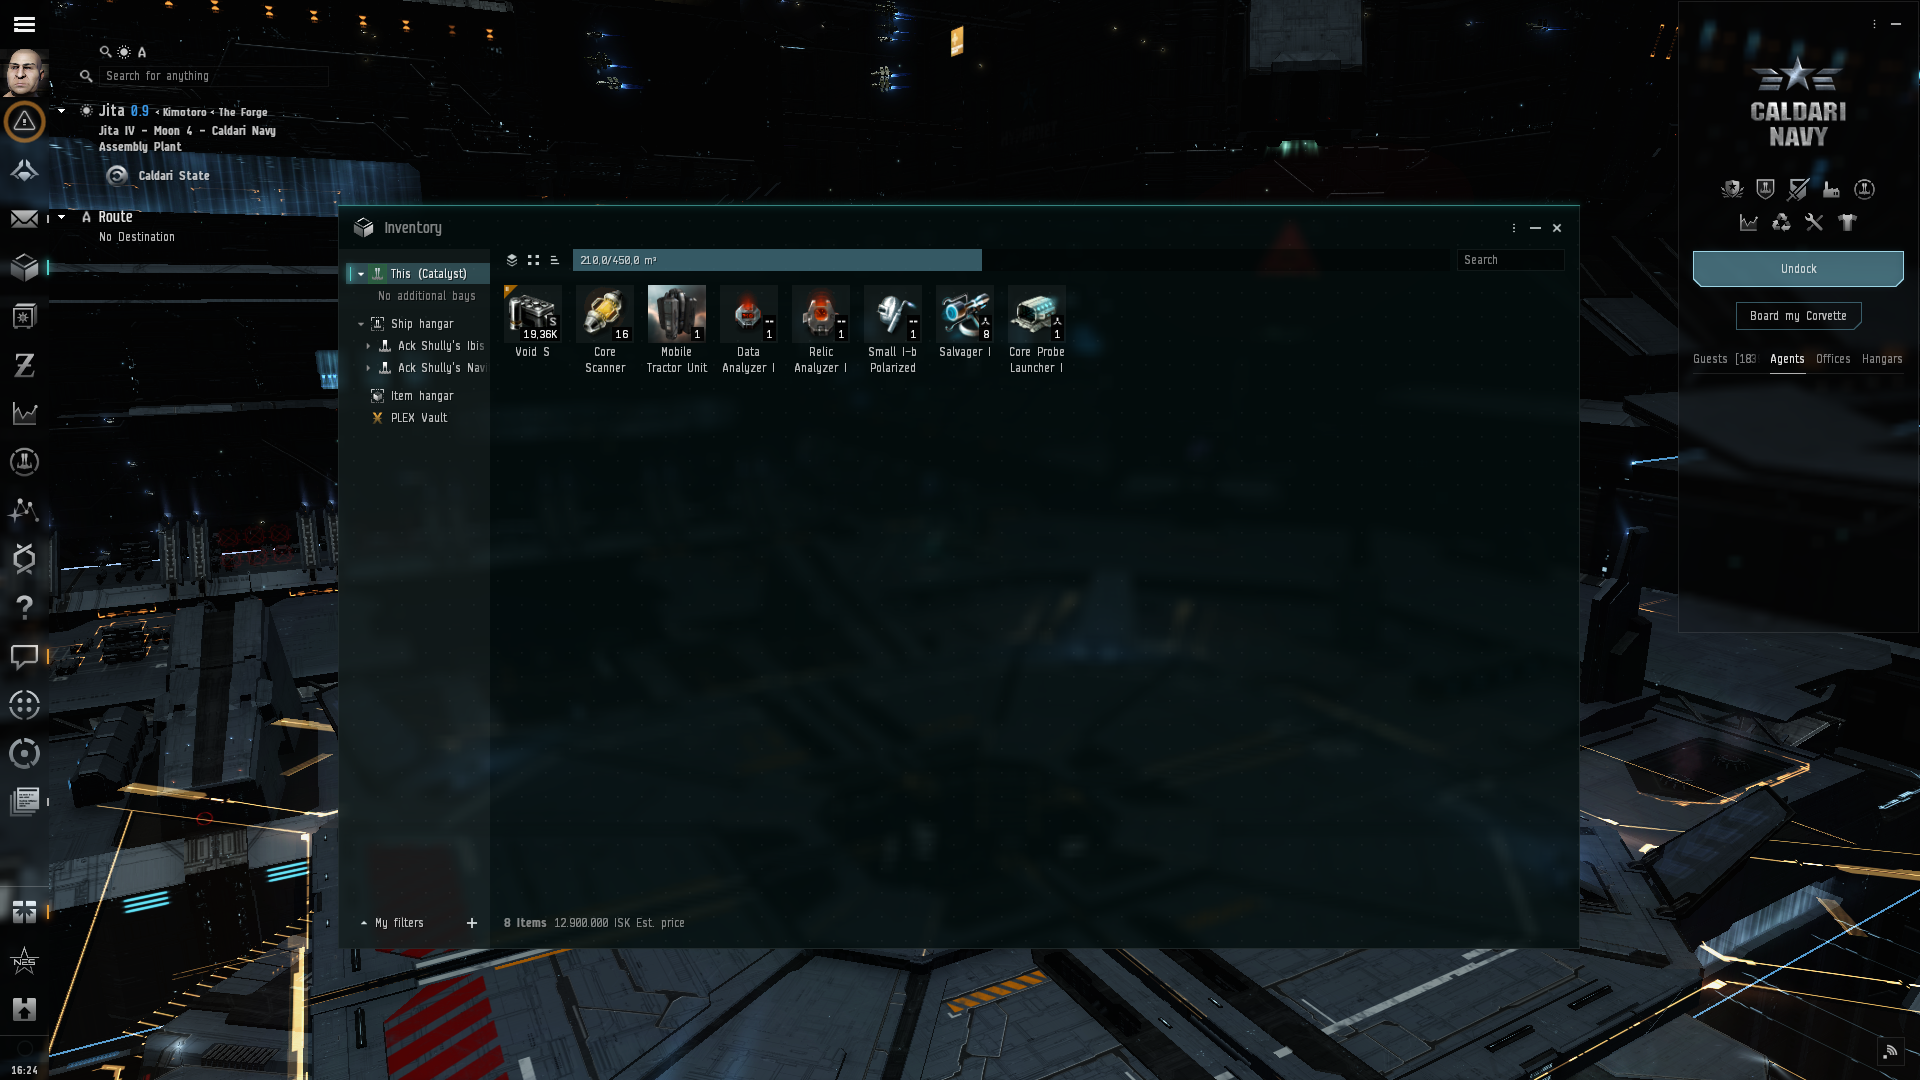 A
Search for anything
Jita 0.9 < Kimotoro < The Forge
Jita IV - Moon 4 - Caldari Navy
Assembly Plant
Caldari State
A Route
No Destination
Inventory
This (Catalyst)
No additional bays
Ship hangar
Ack Shully's Ibis
Ack Shully's Nav
Item hangar
PLEX Vault
210,0/450,0 m³
Search
S
19,36K
Void S
16
Core
Scanner
1
Mobile
Tractor Unit
1
Data
Analyzer I
1
Relic
Analyzer I
1
Small I-b
Polarized
8
Salvager I
1
Core Probe
Launcher I
My filters
8 Items 12.900.000 ISK Est. price
CALDARI
NAVY
Undock
Board my Corvette
Guests [183
Agents
Offices
Hangars
NES
16:24